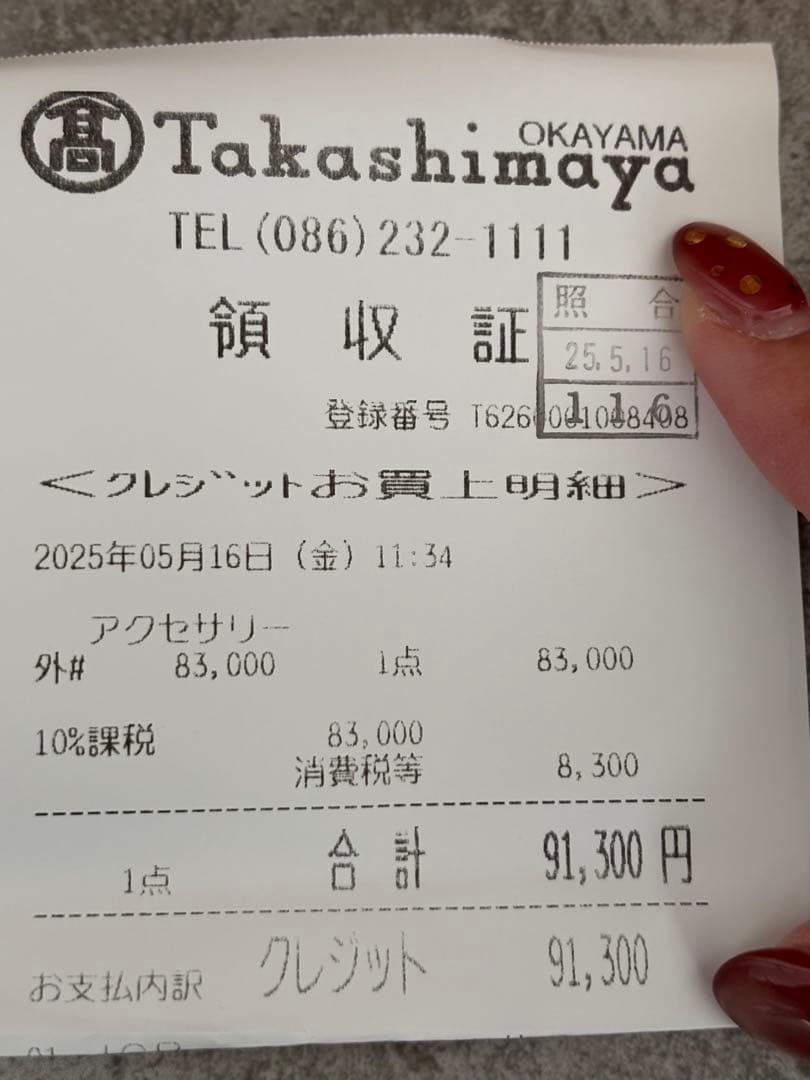 髙 Takashimaya
OKAYAMA
TEL(086)232-1111
領収証
照合
25.5.16
116
登録番号
<クレジットお買上明細>
2025年05月16日(金) 11:34
アクセサリー
外# 83,000 1点 83,000
10%課税 83,000
消費税等 8,300
1点 合計 91,300円
お支払内訳 クレジット 91,300